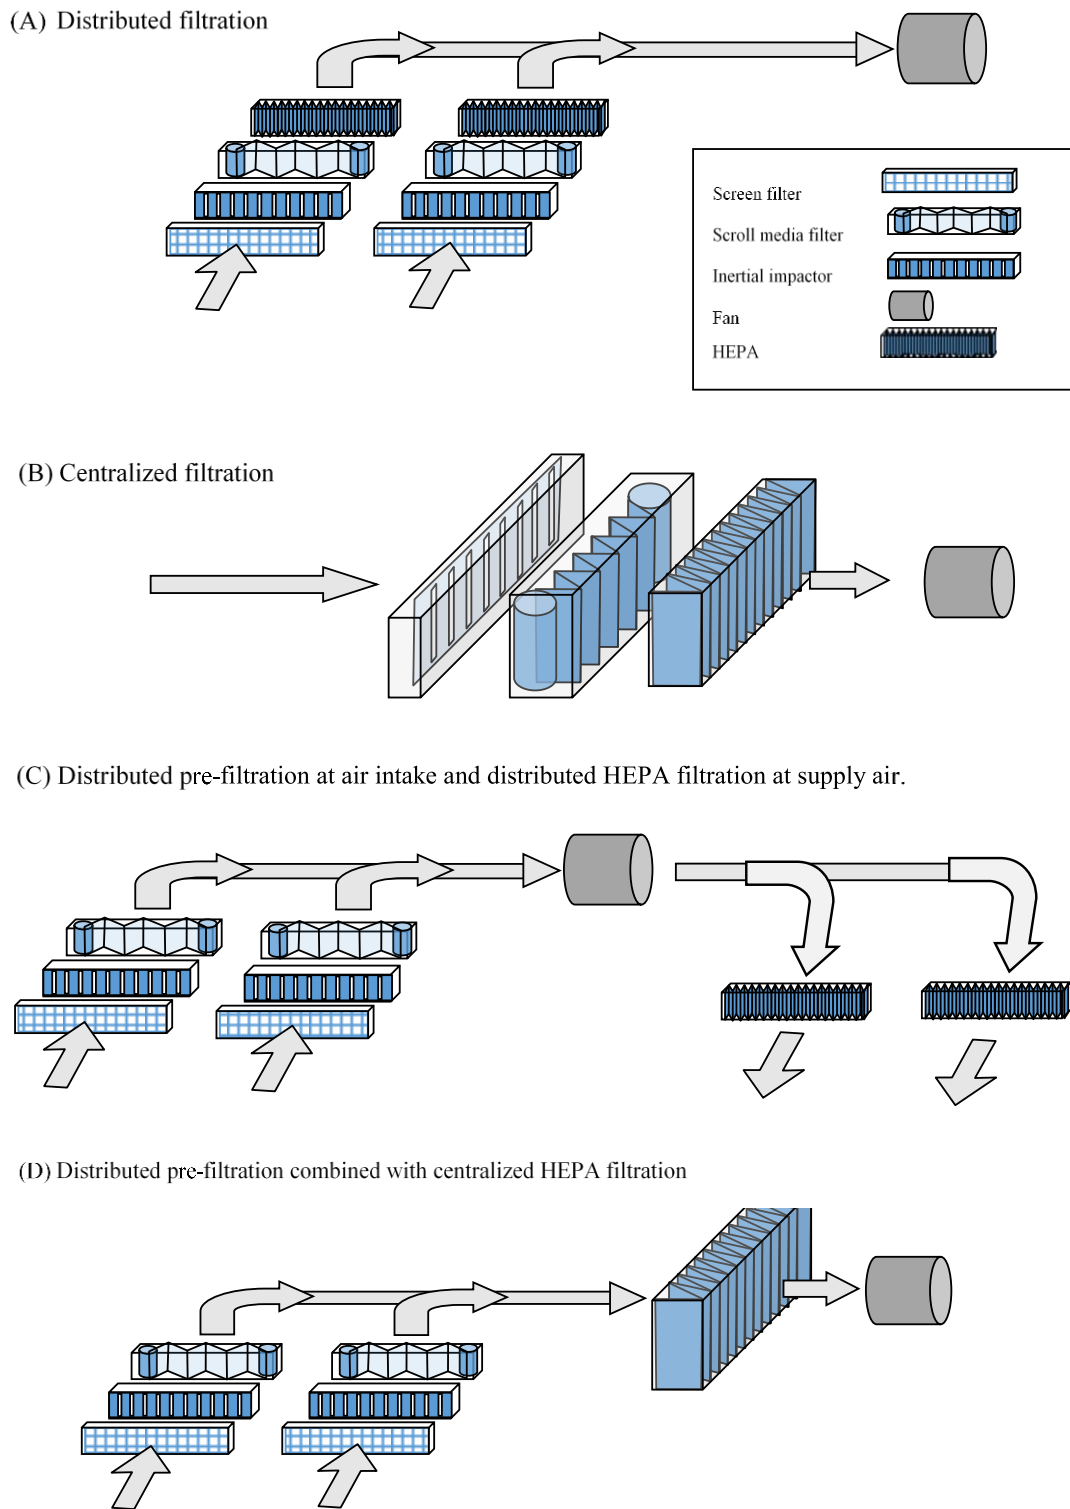 (A) Distributed filtration
Screen filter
Scroll media filter
Inertial impactor
Fan
HEPA
(B) Centralized filtration
(C) Distributed pre-filtration at air intake and distributed HEPA filtration at supply air.
(D) Distributed pre-filtration combined with centralized HEPA filtration